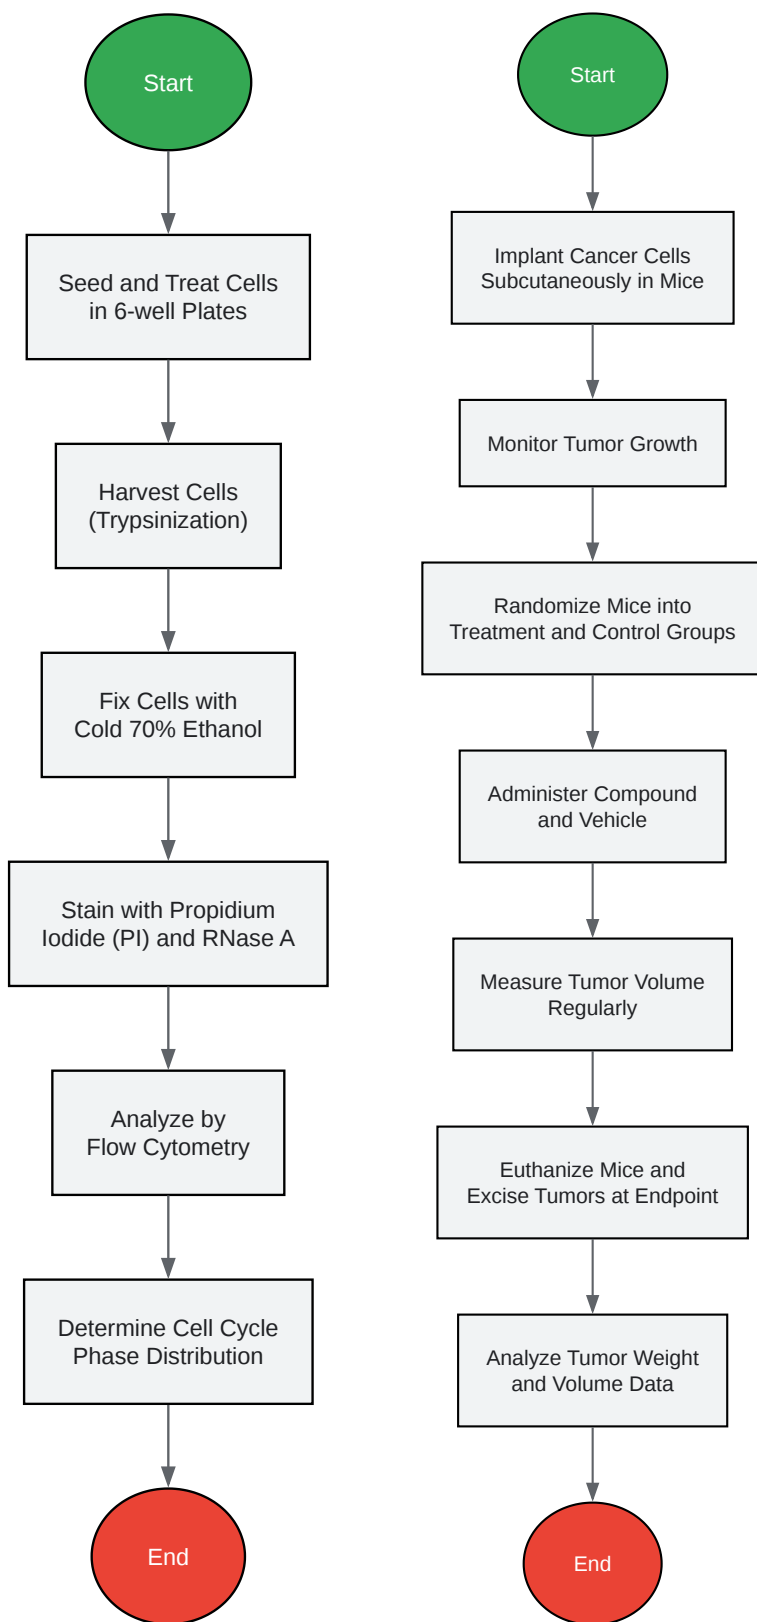 Start
Seed and Treat Cells
in 6-well Plates
Harvest Cells
(Trypsinization)
Fix Cells with
Cold 70% Ethanol
Stain with Propidium
Iodide (PI) and RNase A
Analyze by
Flow Cytometry
Determine Cell Cycle
Phase Distribution
End
Start
Implant Cancer Cells
Subcutaneously in Mice
Monitor Tumor Growth
Randomize Mice into
Treatment and Control Groups
Administer Compound
and Vehicle
Measure Tumor Volume
Regularly
Euthanize Mice and
Excise Tumors at Endpoint
Analyze Tumor Weight
and Volume Data
End